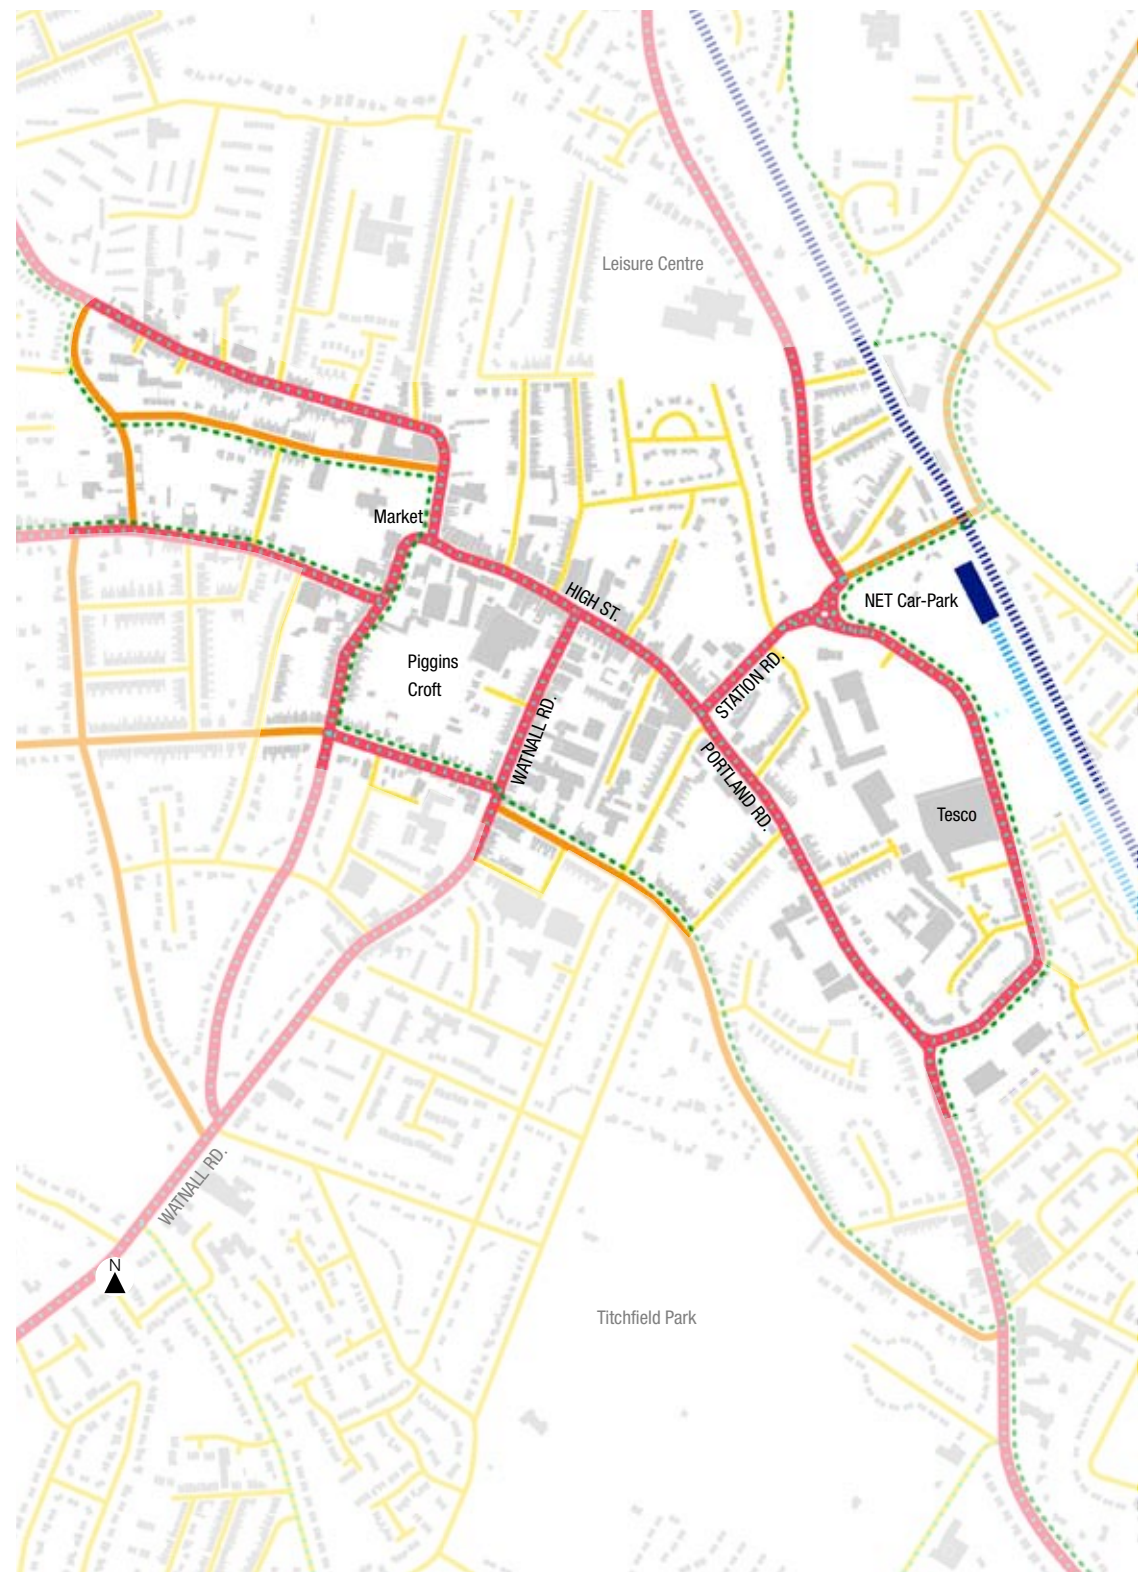 Leisure Centre
Market
HIGH ST.
NET Car-Park
Piggins
Croft
STATION RD.
WATNALL RD.
PORTLAND RD.
Tesco
WATNALL RD.
N
Titchfield Park